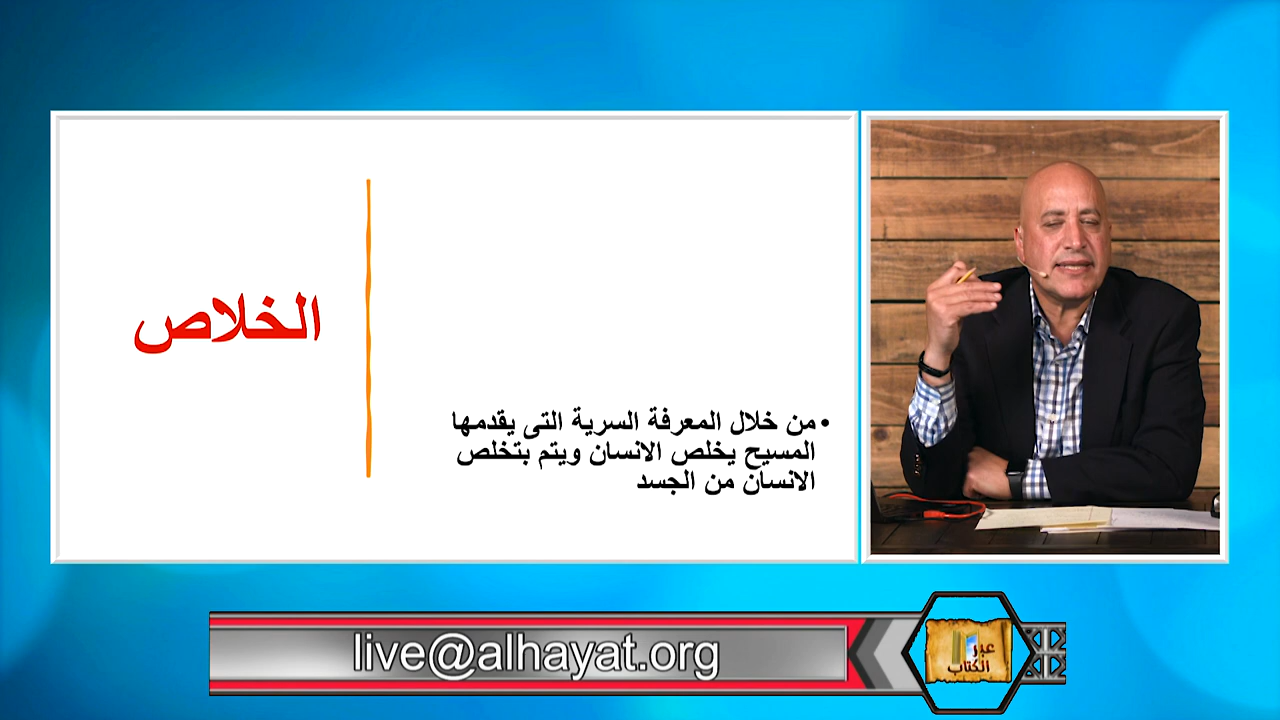 الخلاص
• من خلال المعرفة السرية التى يقدمها
المسيح يخلص الانسان ويتم بتخلص
الانسان من الجسد
live@alhayat.org
عبر
الكتاب